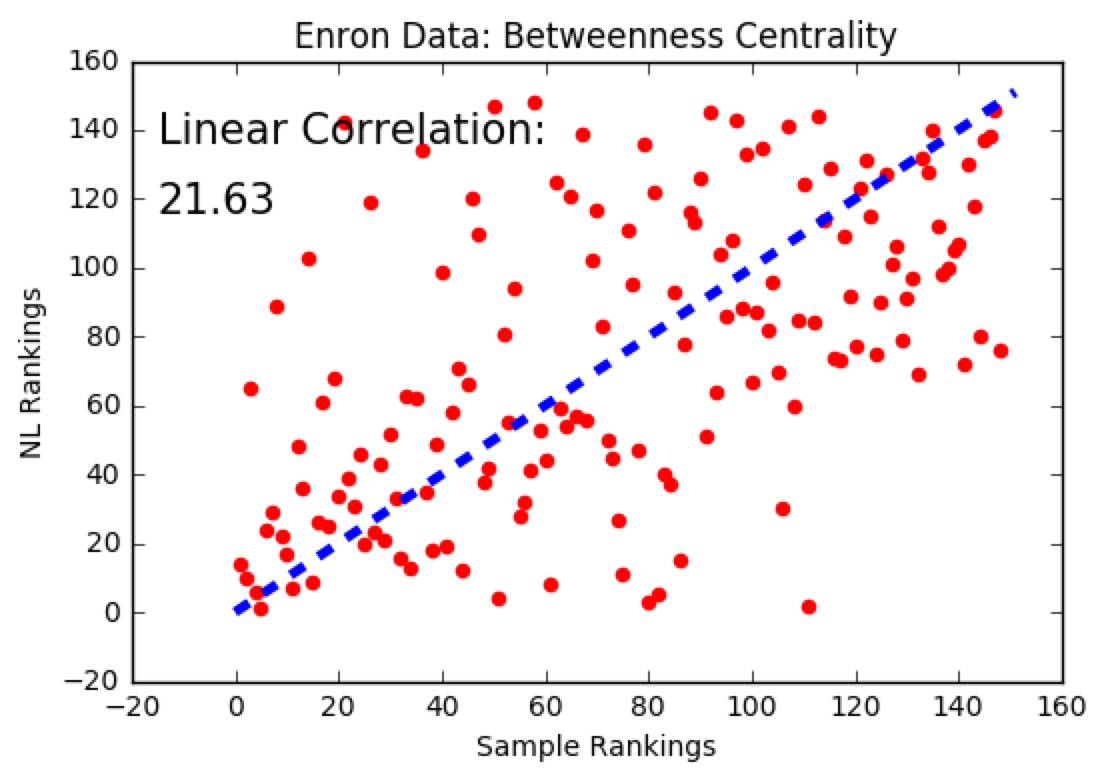 Enron Data: Betweenness Centrality
160
140
120
100
80
60
40
20
0
−20
NL Rankings
Linear Correlation:
21.63
−20 0 20 40 60 80 100 120 140 160
Sample Rankings